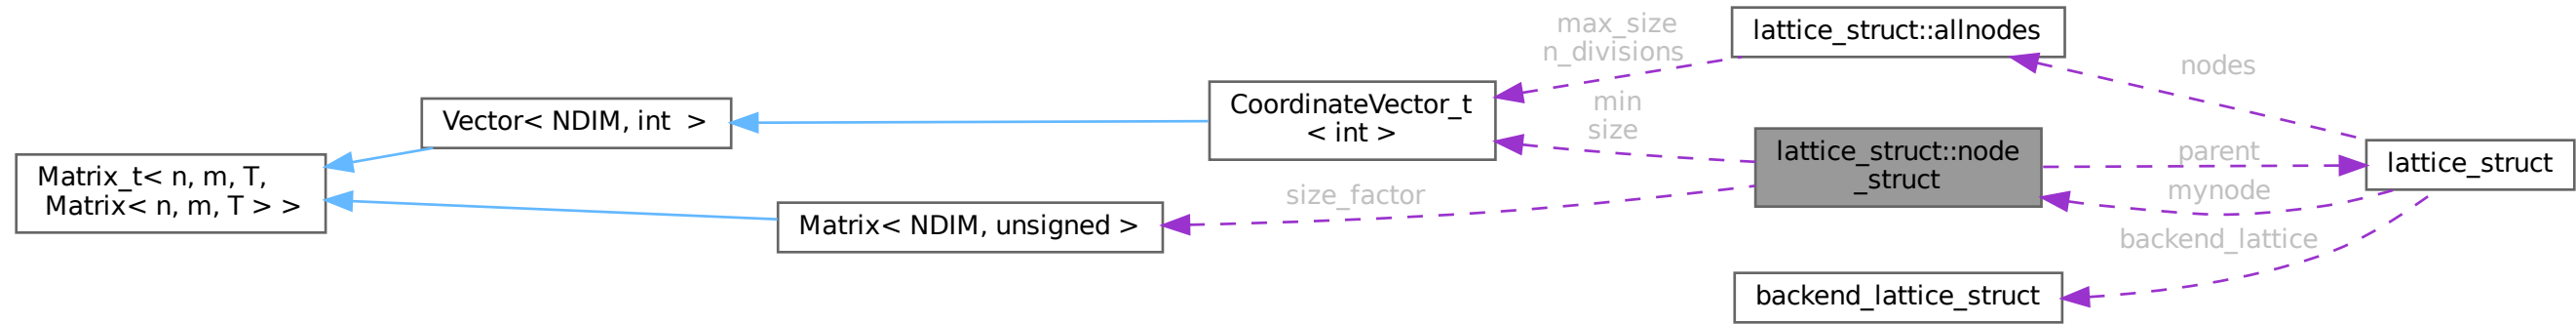 Matrix_t< n, m, T,
Matrix< n, m, T > >
Vector< NDIM, int  >
Matrix< NDIM, unsigned >
size_factor
CoordinateVector_t
< int >
max_size
n_divisions
min
size
lattice_struct::allnodes
lattice_struct::node
_struct
backend_lattice_struct
nodes
parent
mynode
backend_lattice
lattice_struct